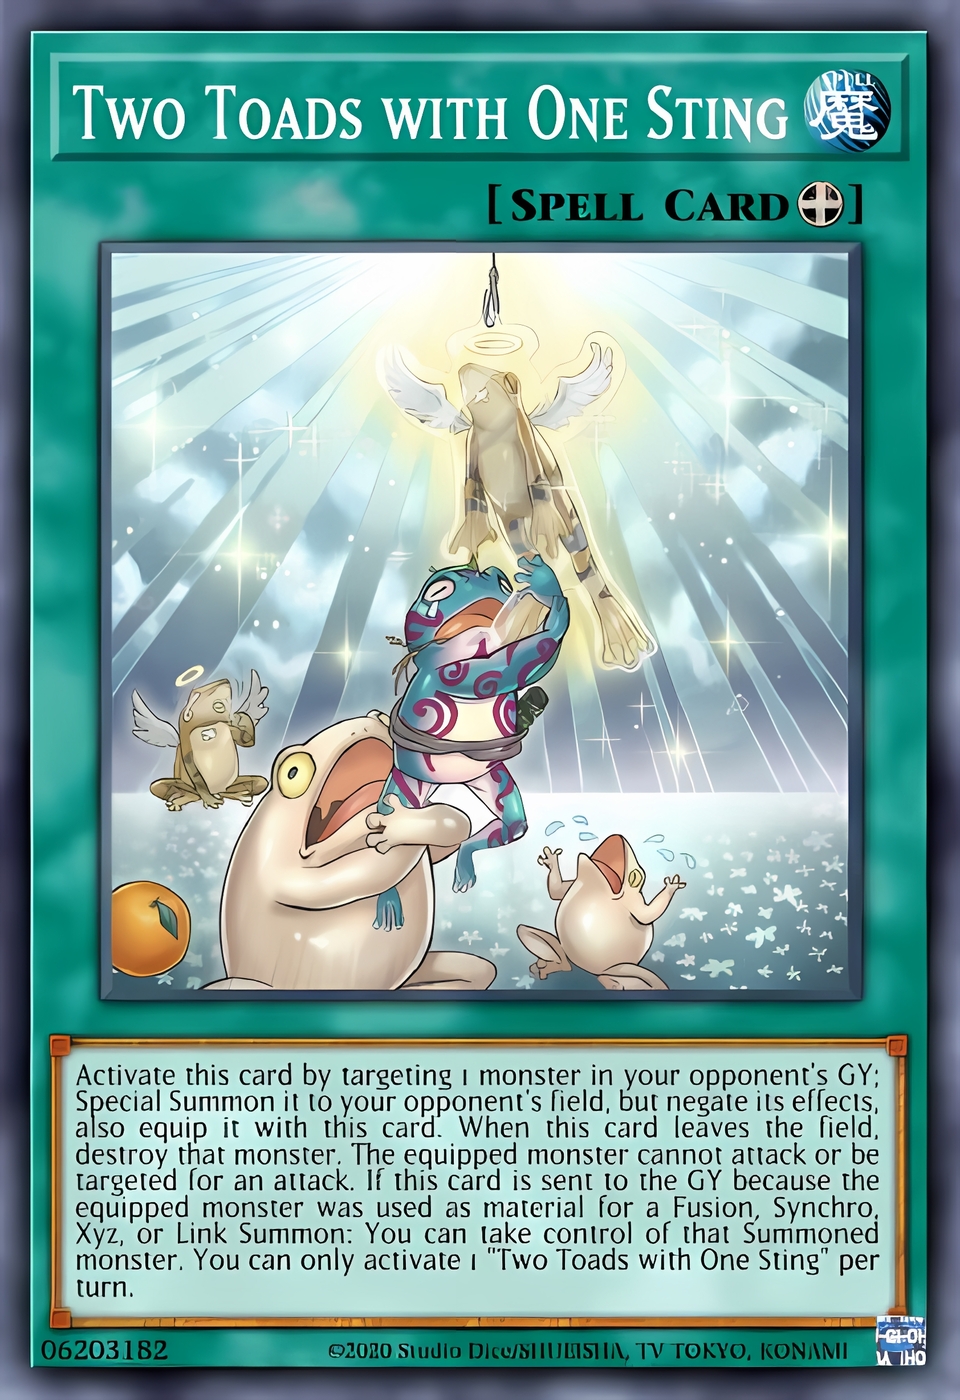 Two Toads with One Sting 魔
[Spell Card]
Activate this card by targeting 1 monster in your opponent's GY;
Special Summon it to your opponent's field, but negate its effects,
also equip it with this card. When this card leaves the field,
destroy that monster. The equipped monster cannot attack or be
targeted for an attack. If this card is sent to the GY because the
equipped monster was used as material for a Fusion, Synchro,
Xyz, or Link Summon: You can take control of that Summoned
monster. You can only activate 1 "Two Toads with One Sting" per
turn.
06203182 ©2020 Studio Dice/SHUEISHA, TV TOKYO, KONAMI